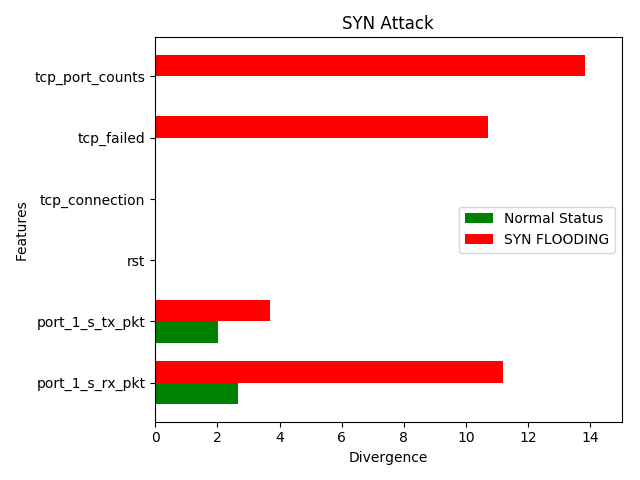 SYN Attack
tcp_port_counts
tcp_failed
tcp_connection
rst
port_1_s_tx_pkt
port_1_s_rx_pkt
Features
Normal Status
SYN FLOODING
0 2 4 6 8 10 12 14
Divergence